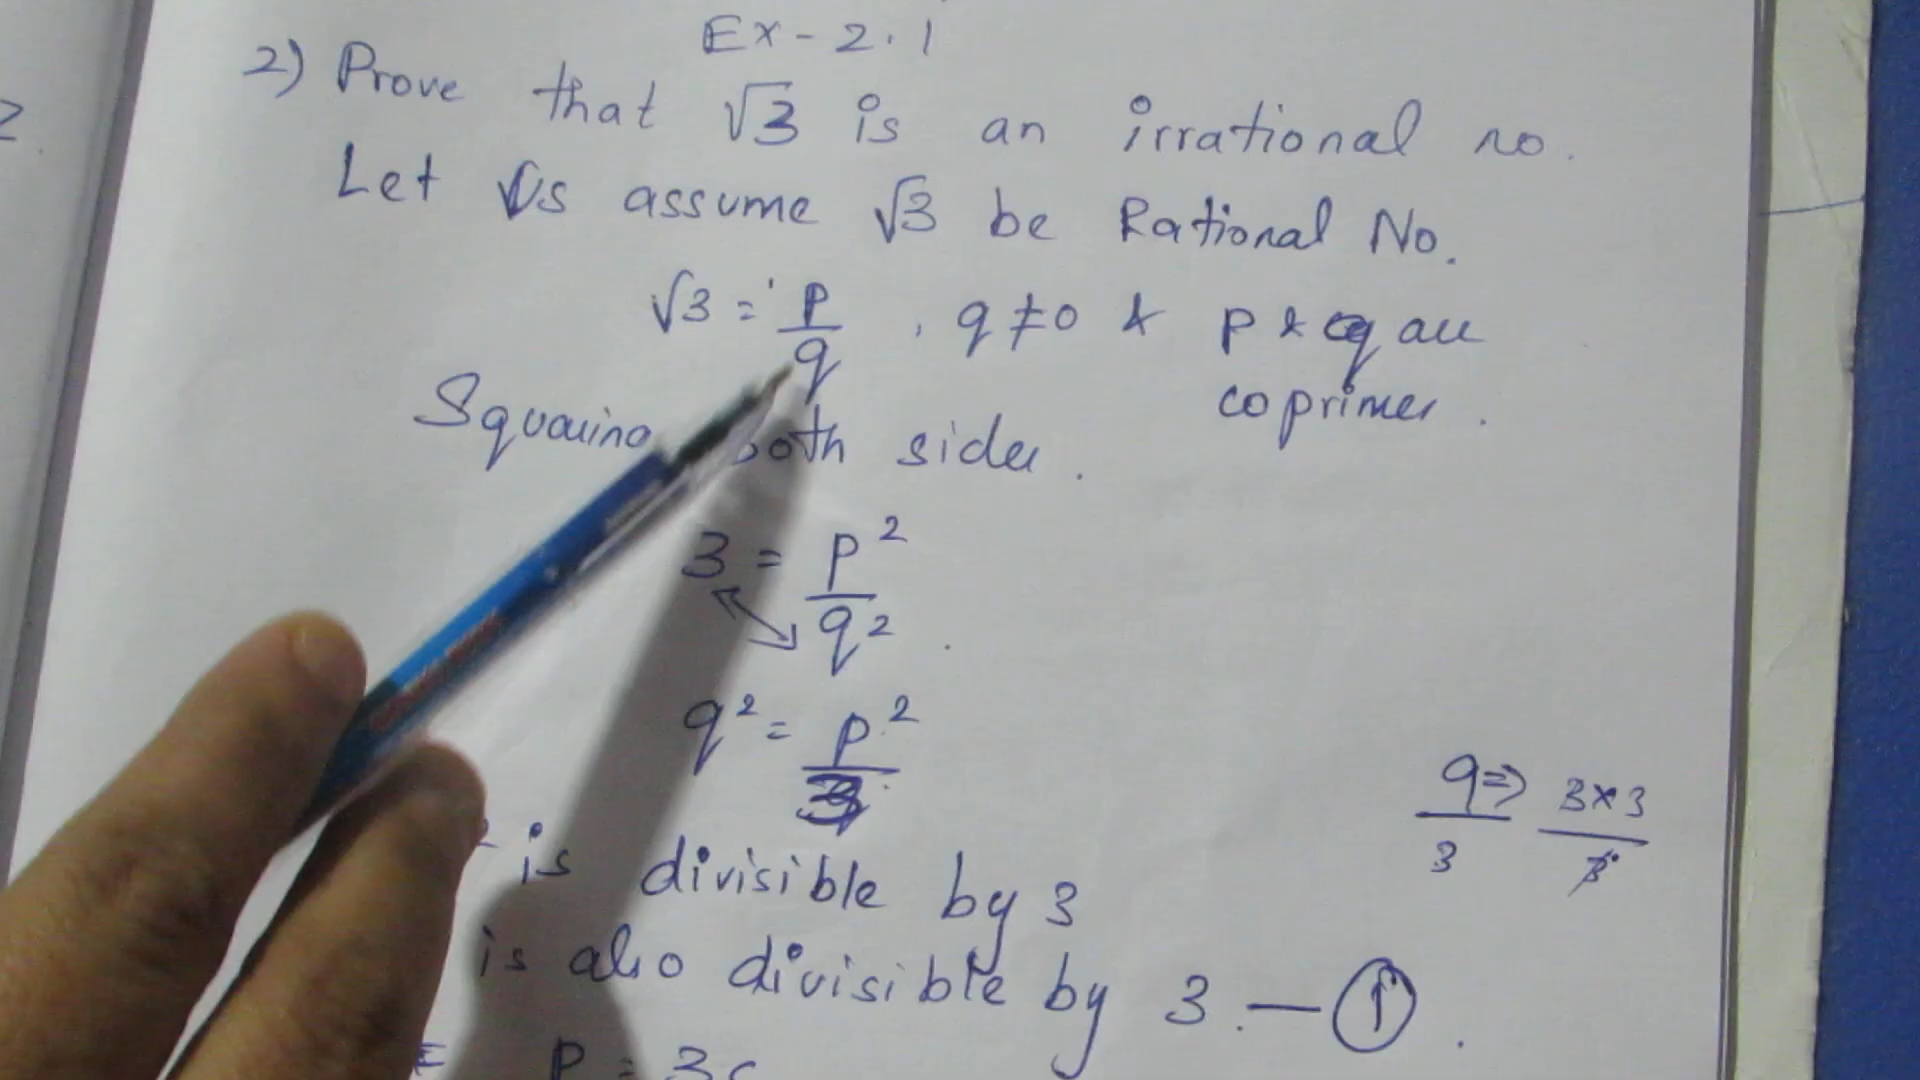 Ex - 2.1
2) Prove that √3 is an irrational no.
Let Us assume √3 be Rational No.
√3 = p/q , q ≠ 0 & p & q are
coprimes.
Squaring both sides.
3 = p²/q²
q² = p²/3
9/3 ⇒ 3×3/3
is divisible by 3
is also divisible by 3. — ①.
P = 3c